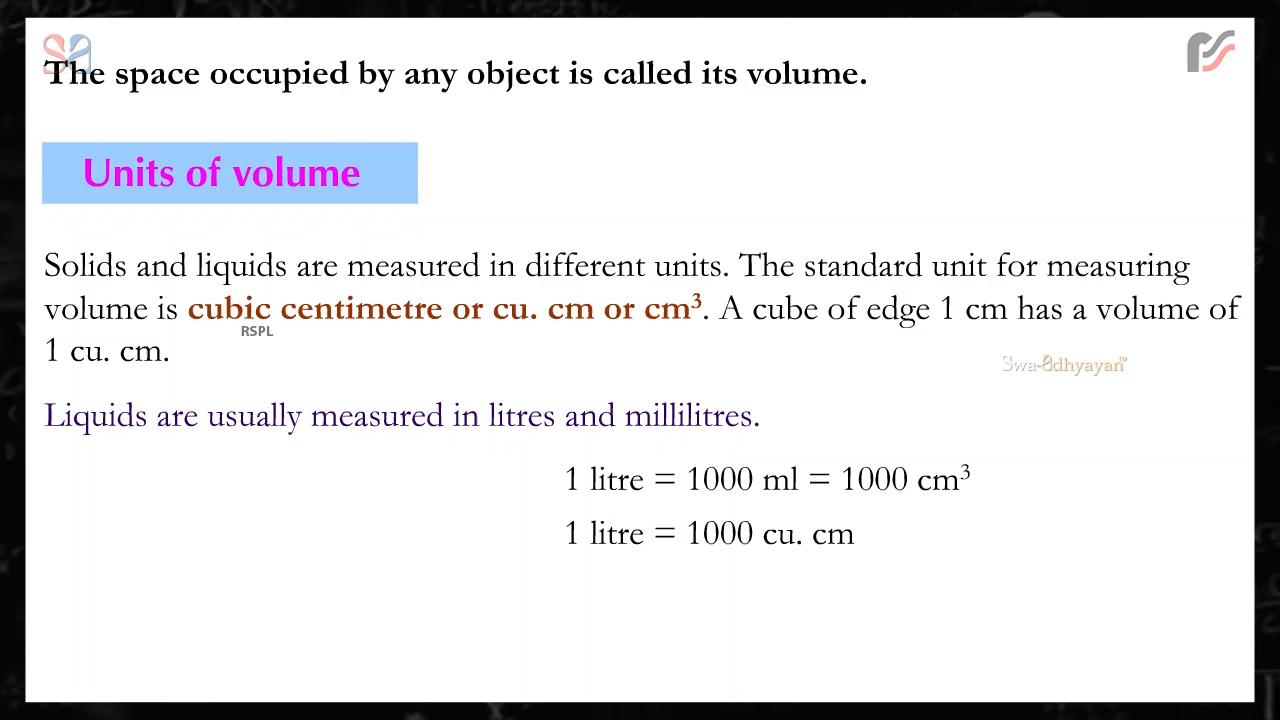 The space occupied by any object is called its volume.
Units of volume
Solids and liquids are measured in different units. The standard unit for measuring
volume is cubic centimetre or cu. cm or cm³. A cube of edge 1 cm has a volume of
RSPL
1 cu. cm.
Swa-adhyayan™
Liquids are usually measured in litres and millilitres.
1 litre = 1000 ml = 1000 cm³
1 litre = 1000 cu. cm